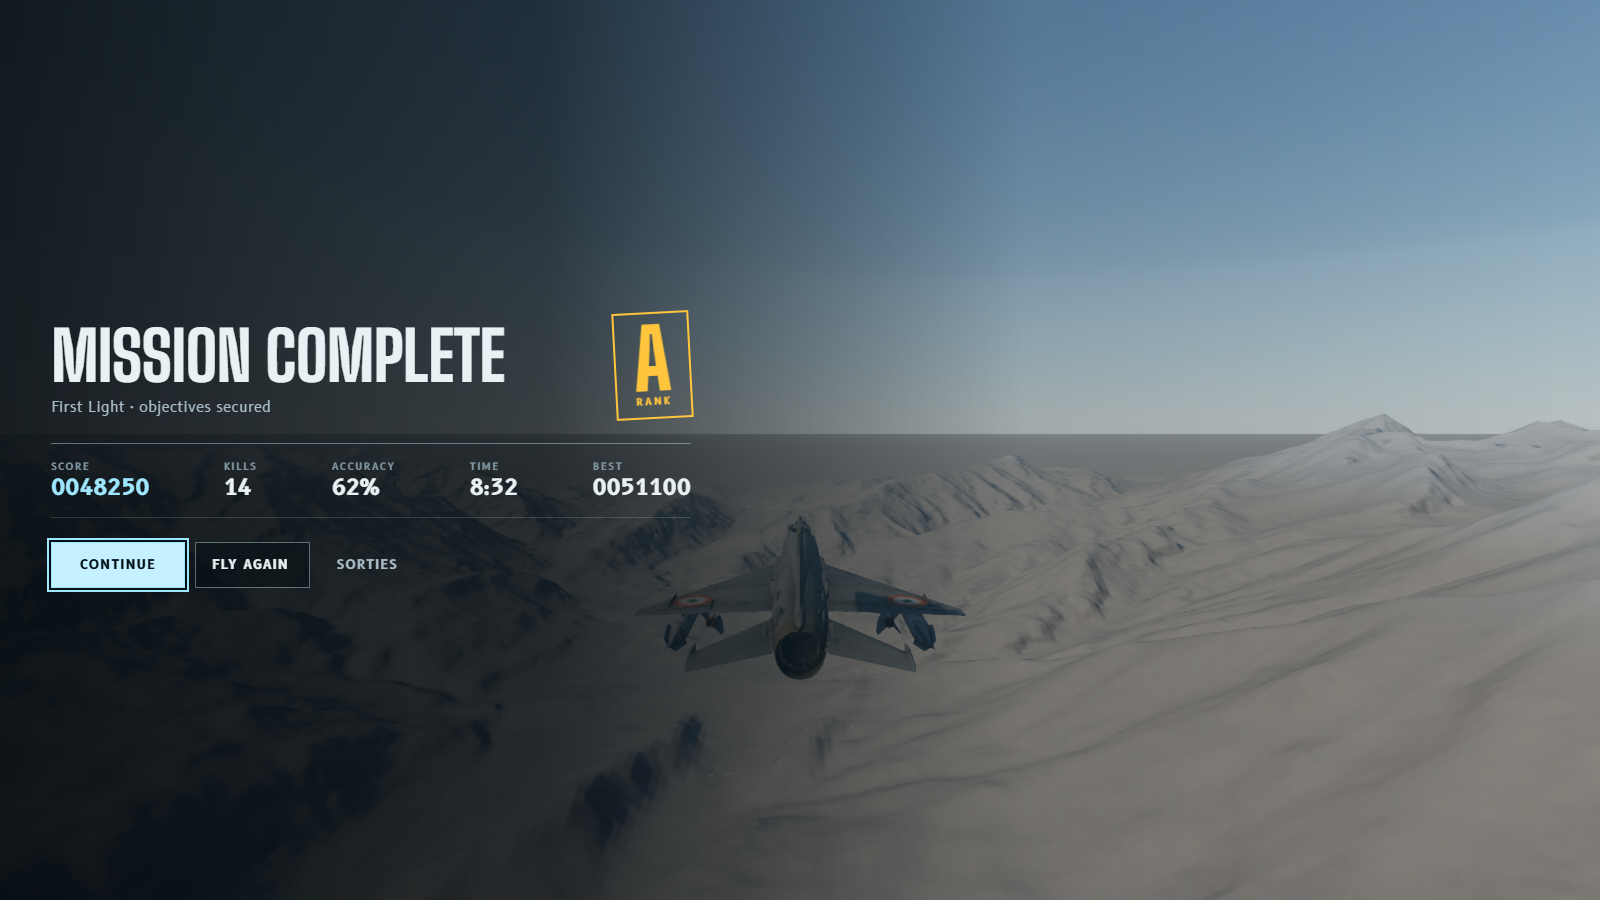 MISSION COMPLETE
First Light · objectives secured
A
RANK
SCORE KILLS ACCURACY TIME BEST
0048250 14 62% 8:32 0051100
CONTINUE FLY AGAIN SORTIES